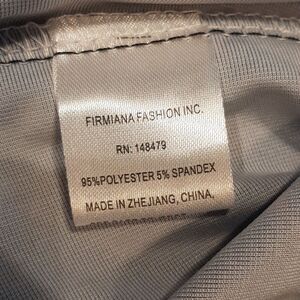 FIRMIANA FASHION INC.
RN: 148479
95%POLYESTER 5% SPANDEX
MADE IN ZHEJIANG, CHINA,